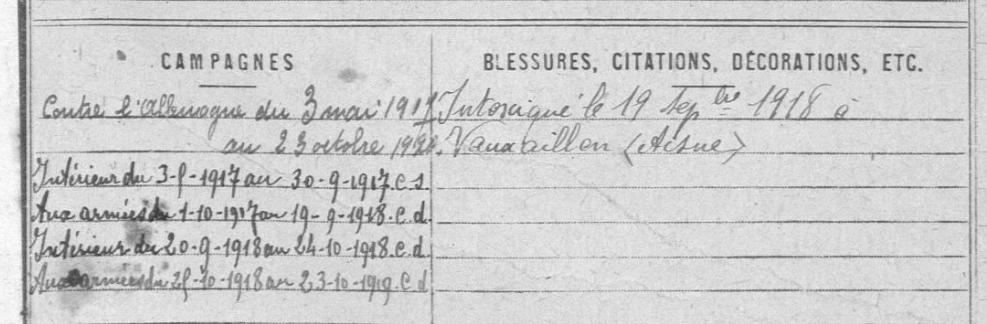 CAMPAGNES
BLESSURES, CITATIONS, DÉCORATIONS, ETC.
Contre l'Allemagne du 3 mai 1917
au 23 octobre
Intérieur du 3-5-1917 au 30-9-1917. C. S.
Aux armées du 1-10-1917 au 19-9-1918. C. d.
Intérieur du 20-9-1918 au 24-10-1918. C. d.
Aux armées du 25-10-1918 au 23-10-1919. C. d.
Intoxiqué le 19 Septbre 1918 à
Vauxaillon (Aisne)